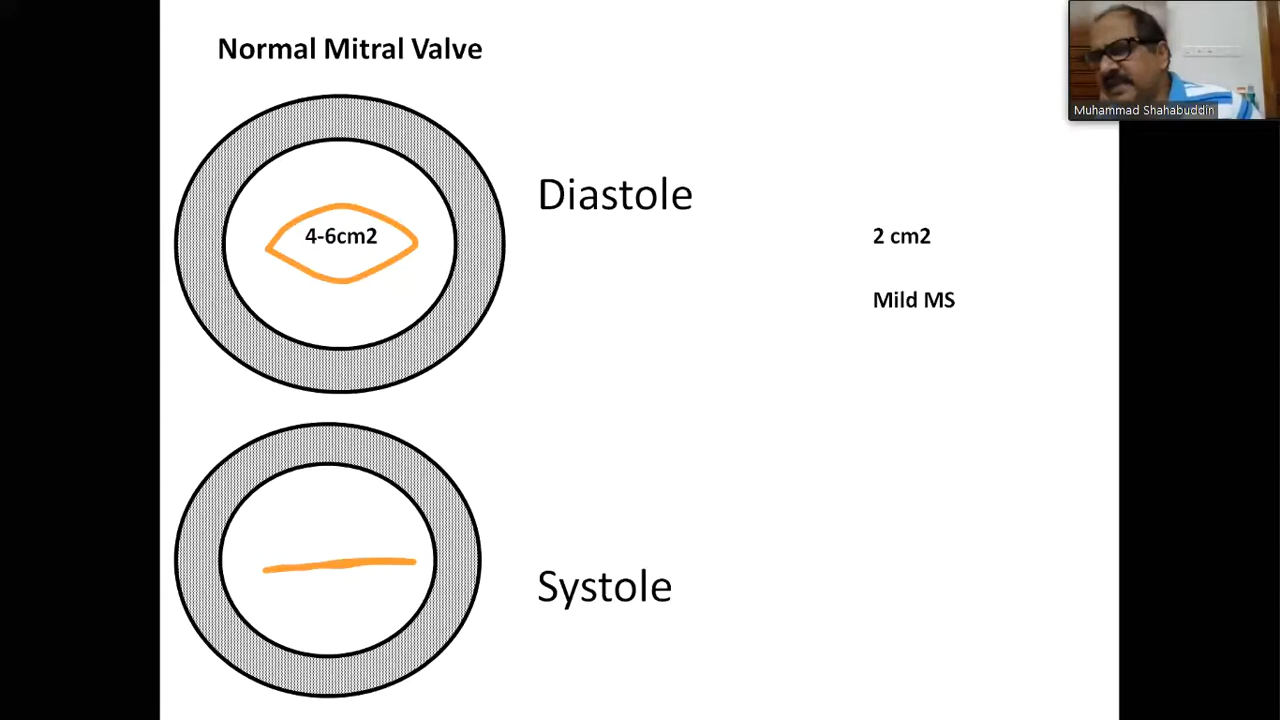 Normal Mitral Valve
Muhammad Shahabuddin
Diastole
4-6cm2
2 cm2
Mild MS
Systole